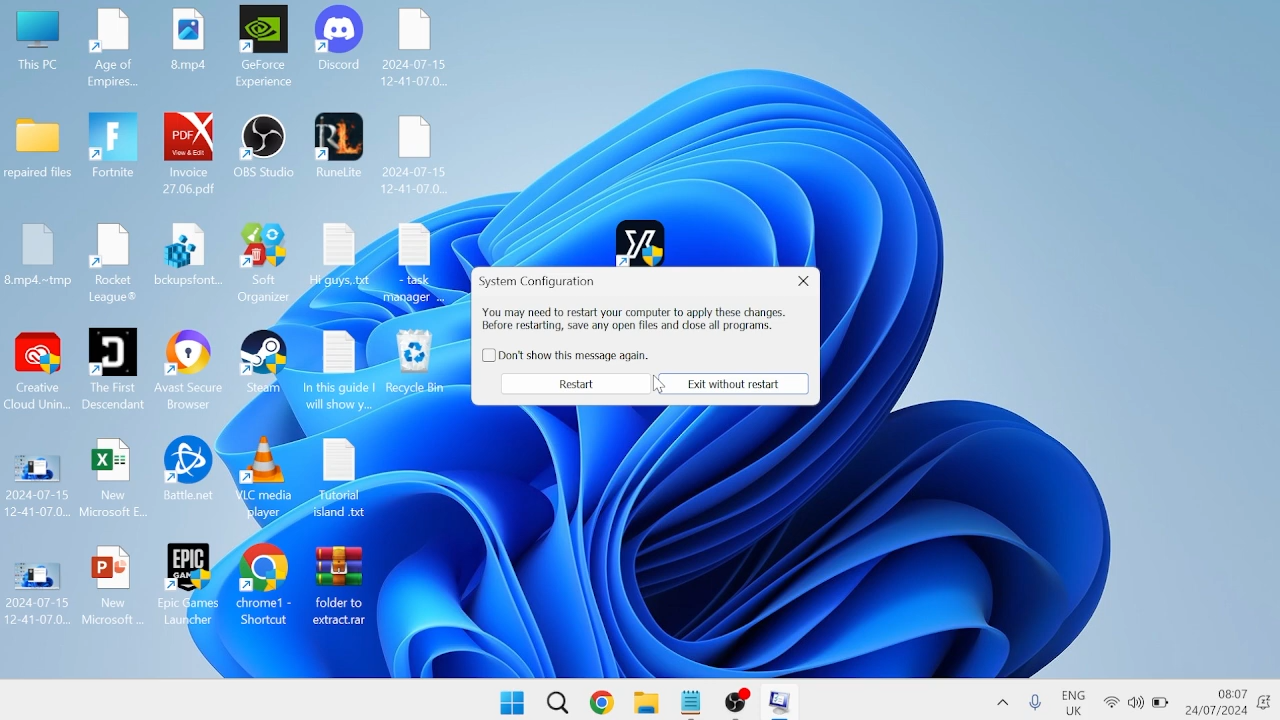 This PC
Age of
Empires...
8.mp4
GeForce
Experience
Discord
2024-07-15
12-41-07.0...
repaired files
Fortnite
PDF
View & Edit
Invoice
27.06.pdf
OBS Studio
RL
RuneLite
2024-07-15
12-41-07.0...
8.mp4.~tmp
Rocket
League®
bckupsfont...
Soft
Organizer
Hi guys,.txt
- task
manager ...
System Configuration
You may need to restart your computer to apply these changes.
Before restarting, save any open files and close all programs.
Don't show this message again.
Restart
Exit without restart
Creative
Cloud Unin...
The First
Descendant
Avast Secure
Browser
Steam
In this guide I
will show y...
Recycle Bin
2024-07-15
12-41-07.0...
New
Microsoft E...
Battle.net
VLC media
player
Tutorial
island .txt
2024-07-15
12-41-07.0...
New
Microsoft ...
EPIC
Epic Games
Launcher
chrome1 -
Shortcut
folder to
extract.rar
ENG
UK
08:07
24/07/2024